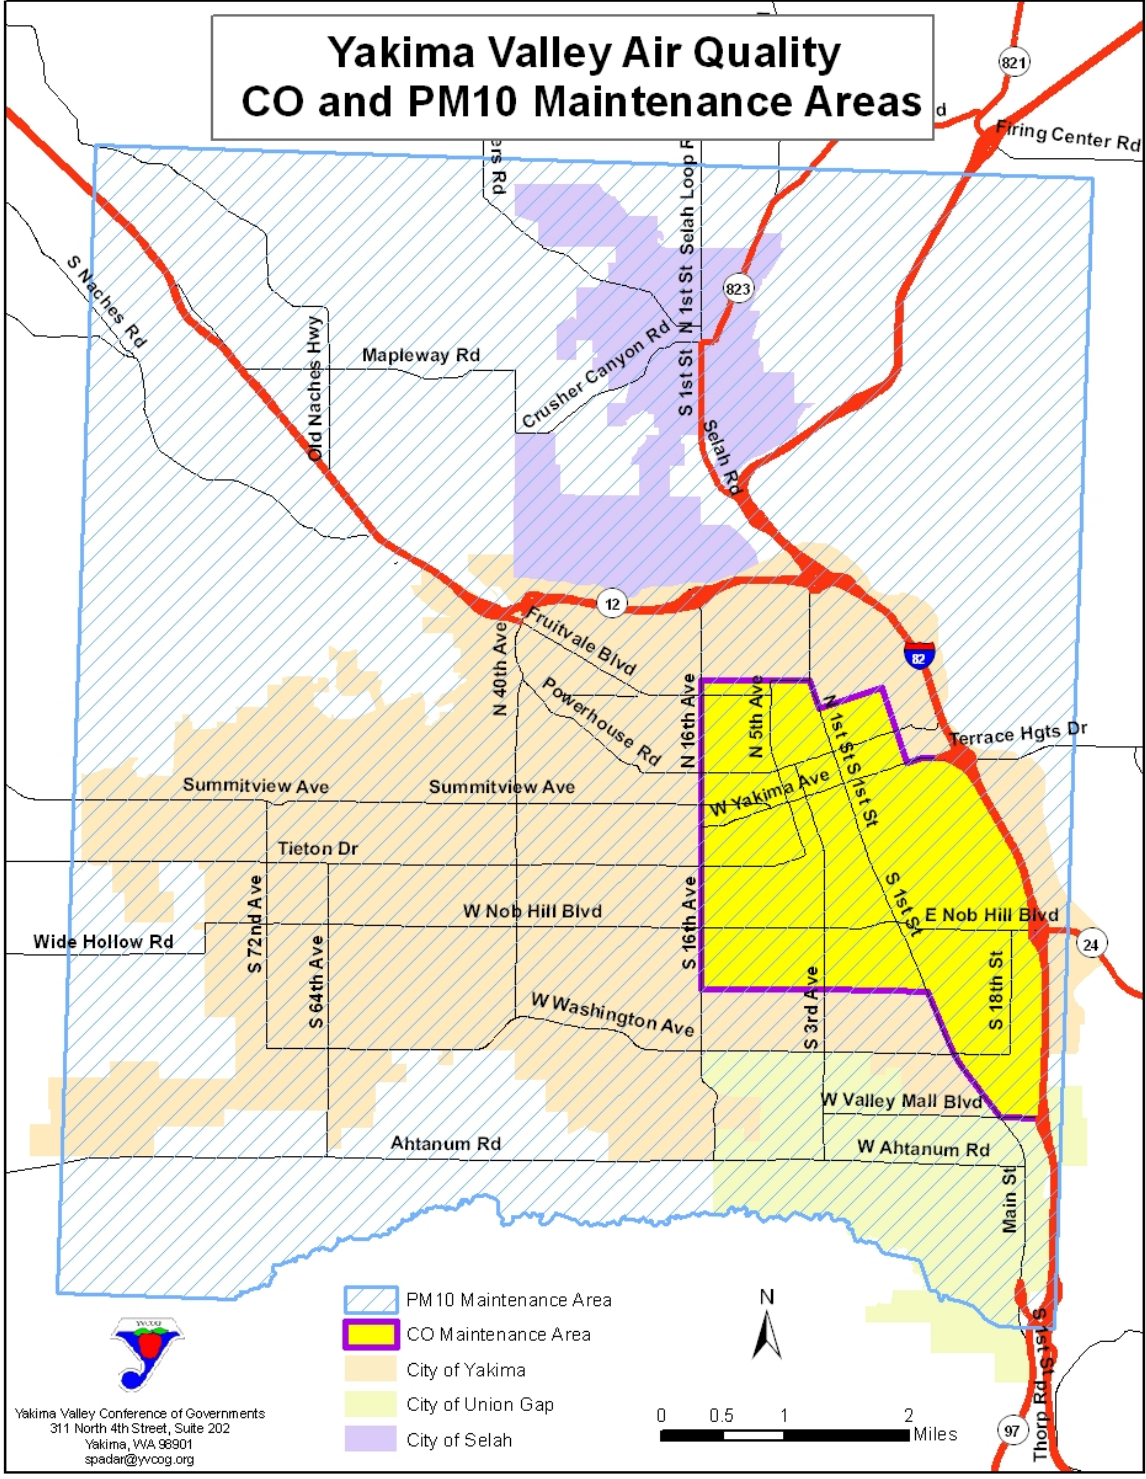 Yakima Valley Air Quality
CO and PM10 Maintenance Areas
821
d
Firing Center Rd
ers Rd
N 1st St Selah Loop R
S Naches Rd
823
Old Naches Hwy
Mapleway Rd
Crusher Canyon Rd
S 1st St
Selah Rd
12
Fruitvale Blvd
N 40th Ave
82
Powerhouse Rd
N 16th Ave
N 5th Ave
N 1st St
Terrace Hgts Dr
Summitview Ave
Summitview Ave
W Yakima Ave
S 1st St
Tieton Dr
S 72nd Ave
W Nob Hill Blvd
S 16th Ave
S 1st St
E Nob Hill Blvd
Wide Hollow Rd
24
S 64th Ave
W Washington Ave
S 3rd Ave
S 18th St
W Valley Mall Blvd
Ahtanum Rd
W Ahtanum Rd
Main St
PM10 Maintenance Area
CO Maintenance Area
City of Yakima
City of Union Gap
City of Selah
N
YVCOG
Yakima Valley Conference of Governments
311 North 4th Street, Suite 202
Yakima, WA 98901
spadar@yvcog.org
0 0.5 1 2
Miles
S 1st St
Thorp Rd
97